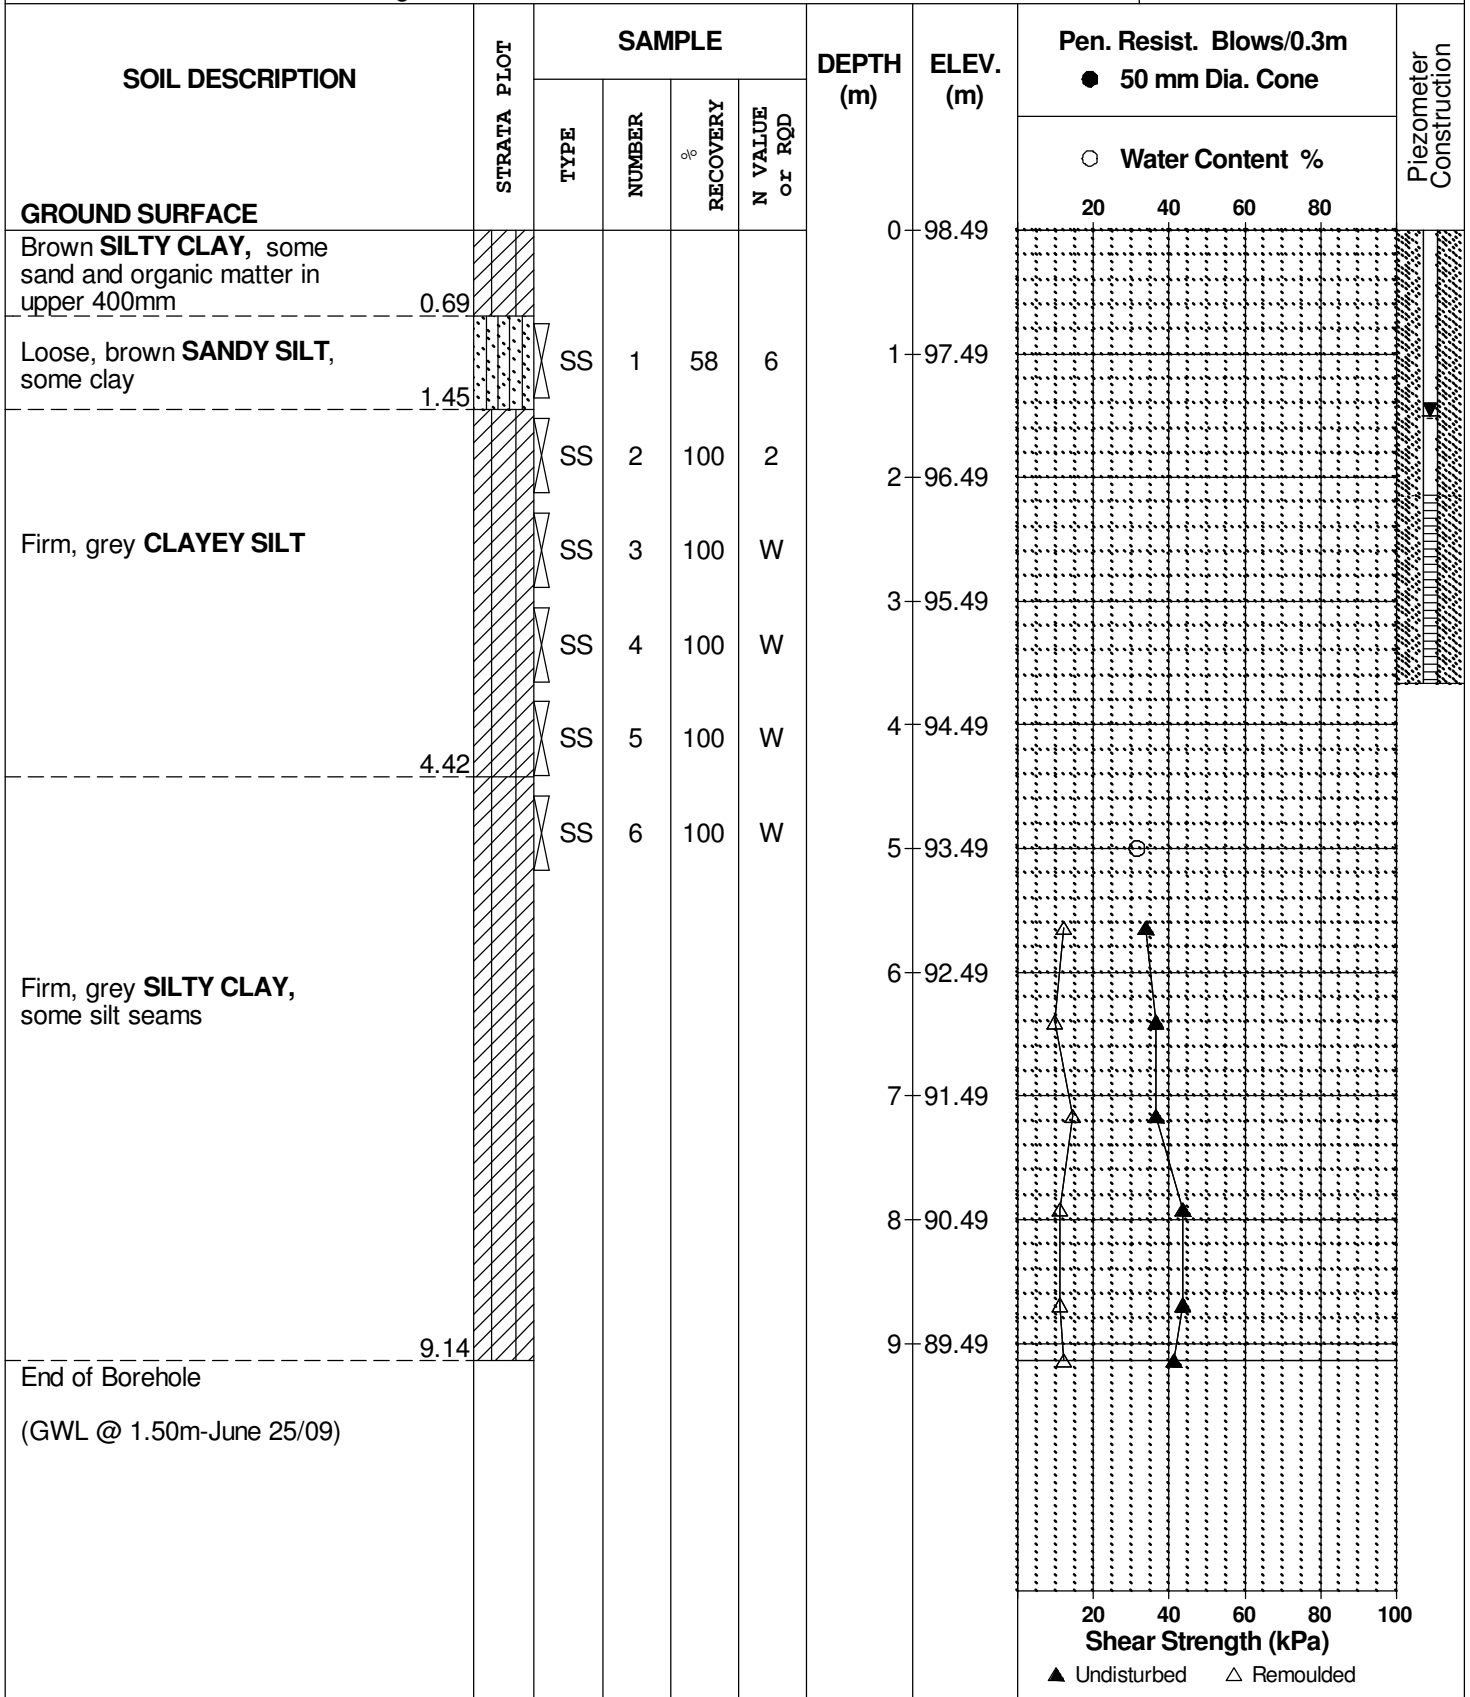 SOIL DESCRIPTION
GROUND SURFACE
STRATA PLOT
SAMPLE
TYPE
NUMBER
%
RECOVERY
N VALUE
or RQD
DEPTH
(m)
ELEV.
(m)
Pen. Resist. Blows/0.3m
50 mm Dia. Cone
Water Content %
20 40 60 80
Piezometer
Construction
0 98.49
Brown SILTY CLAY, some
sand and organic matter in
upper 400mm
0.69
Loose, brown SANDY SILT,
some clay
1.45
SS 1 58 6
1 97.49
SS 2 100 2
2 96.49
Firm, grey CLAYEY SILT
SS 3 100 W
3 95.49
SS 4 100 W
SS 5 100 W
4 94.49
4.42
SS 6 100 W
5 93.49
6 92.49
Firm, grey SILTY CLAY,
some silt seams
7 91.49
8 90.49
9 89.49
9.14
End of Borehole
(GWL @ 1.50m-June 25/09)
20 40 60 80 100
Shear Strength (kPa)
Undisturbed Remoulded